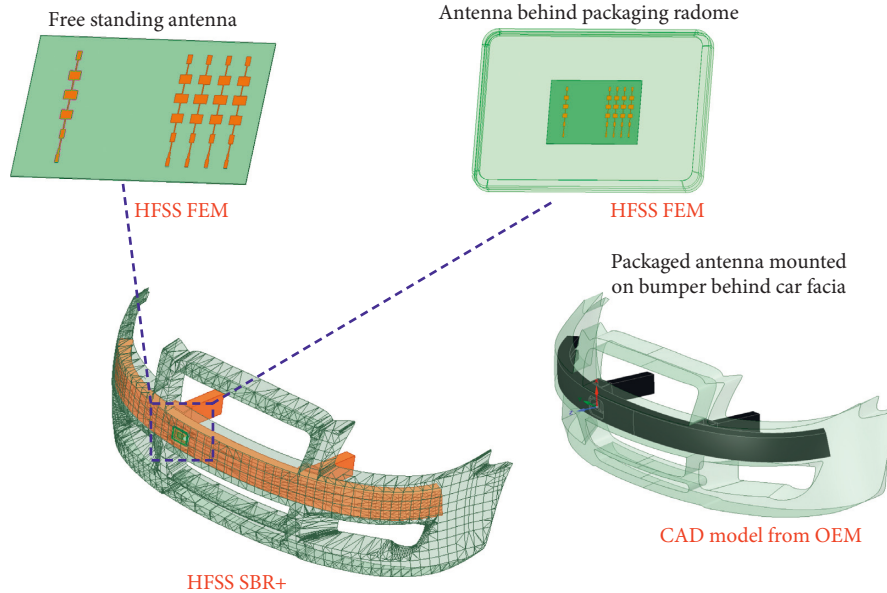 Free standing antenna
Antenna behind packaging radome
HFSS FEM
HFSS FEM
Packaged antenna mounted
on bumper behind car facia
CAD model from OEM
HFSS SBR+